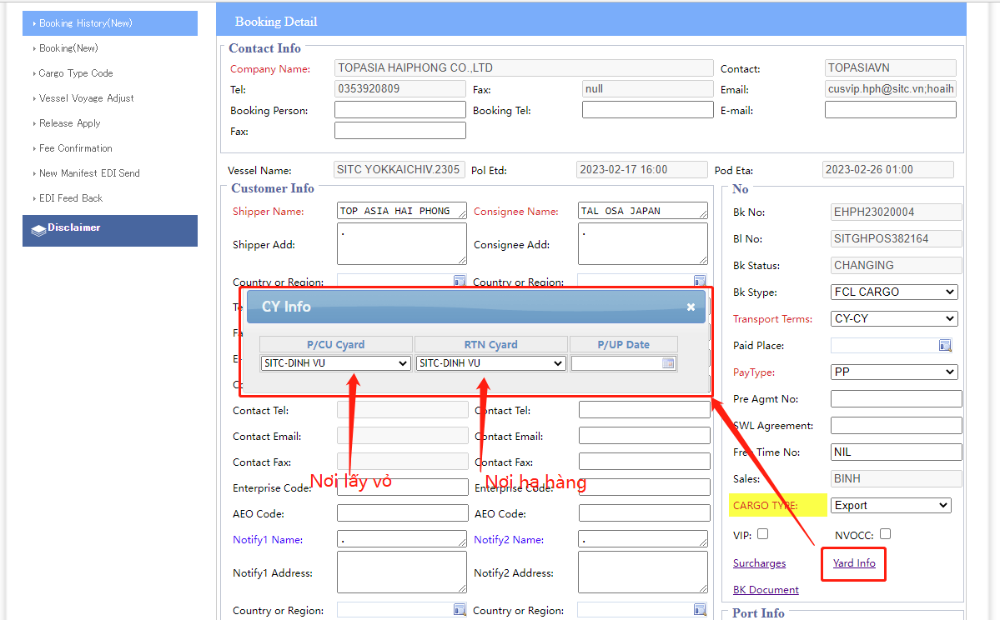 Booking History(New)
Booking(New)
Cargo Type Code
Vessel Voyage Adjust
Release Apply
Fee Confirmation
New Manifest EDI Send
EDI Feed Back
Disclaimer
Booking Detail
Contact Info
Company Name: TOPASIA HAIPHONG CO.,LTD Contact: TOPASIAVN
Tel: 0353920809 Fax: null Email: cusvip.hph@sitc.vn;hoaih
Booking Person: Booking Tel: E-mail:
Fax:
Vessel Name: SITC YOKKAICHIV.2305 Pol Etd: 2023-02-17 16:00 Pod Eta: 2023-02-26 01:00
Customer Info
Shipper Name: TOP ASIA HAI PHONG Consignee Name: TAL OSA JAPAN
Shipper Add: . Consignee Add: .
Country or Region: Country or Region:
CY Info
P/CU Cyard RTN Cyard P/UP Date
SITC-DINH VU SITC-DINH VU
Contact Tel: Contact Tel:
Contact Email: Contact Email:
Contact Fax: Contact Fax:
Nơi lấy vỏ Nơi hạ hàng
Enterprise Code: Enterprise Code:
AEO Code: AEO Code:
Notify1 Name: . Notify2 Name: .
Notify1 Address: Notify2 Address:
Country or Region: Country or Region:
No
Bk No: EHPH23020004
Bl No: SITGHPOS382164
Bk Status: CHANGING
Bk Stype: FCL CARGO
Transport Terms: CY-CY
Paid Place:
PayType: PP
Pre Agmt No:
SWL Agreement:
Free Time No: NIL
Sales: BINH
CARGO TYPE: Export
VIP: NVOCC:
Surcharges Yard Info
BK Document
Port Info